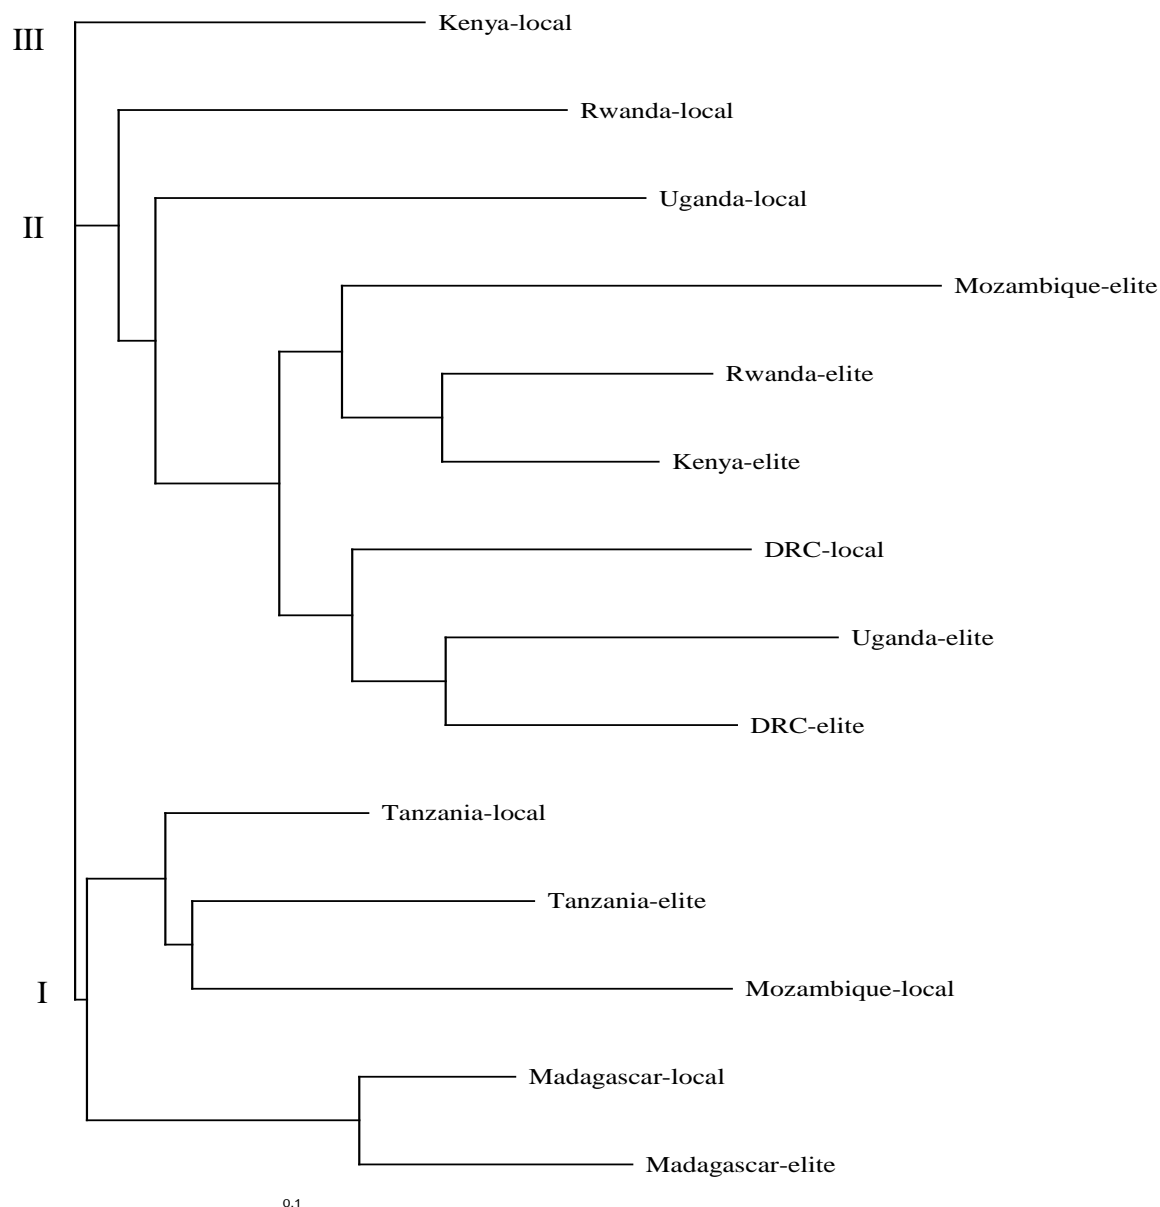 III
Kenya-local
Rwanda-local
Uganda-local
II
Mozambique-elite
Rwanda-elite
Kenya-elite
DRC-local
Uganda-elite
DRC-elite
Tanzania-local
Tanzania-elite
I
Mozambique-local
Madagascar-local
Madagascar-elite
0.1